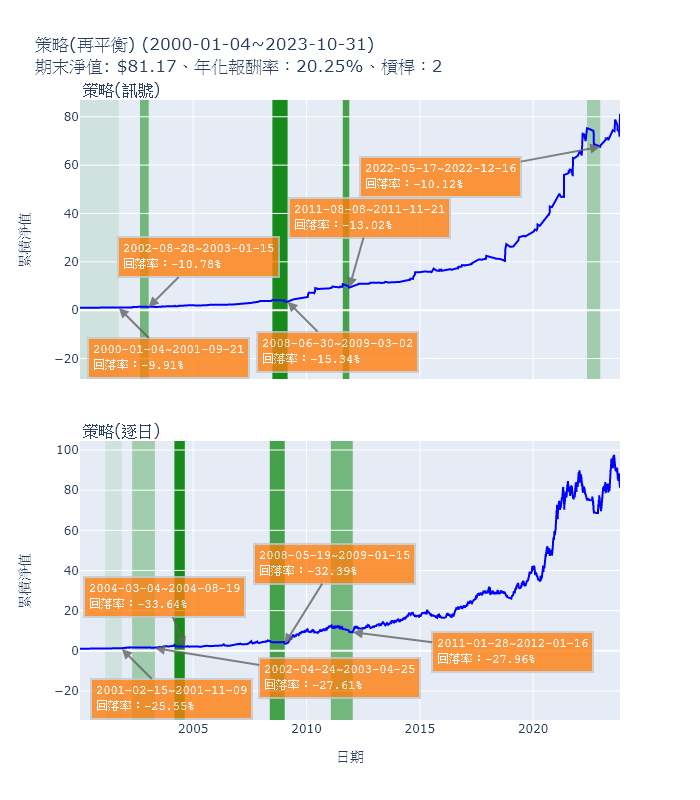 策略(再平衡) (2000-01-04~2023-10-31)
期末淨值: $81.17、年化報酬率：20.25%、槓桿：2
策略(訊號)
80
60
40
20
0
−20
累積淨值
2022-05-17~2022-12-16
回落率：-10.12%
2011-08-08~2011-11-21
回落率：-13.02%
2002-08-28~2003-01-15
回落率：-10.78%
2000-01-04~2001-09-21
回落率：-9.91%
2008-06-30~2009-03-02
回落率：-15.34%
策略(逐日)
100
80
60
40
20
0
−20
累積淨值
2008-05-19~2009-01-15
回落率：-32.39%
2004-03-04~2004-08-19
回落率：-33.64%
2011-01-28~2012-01-16
回落率：-27.96%
2002-04-24~2003-04-25
回落率：-27.61%
2001-02-15~2001-11-09
回落率：-25.55%
2005
2010
2015
2020
日期